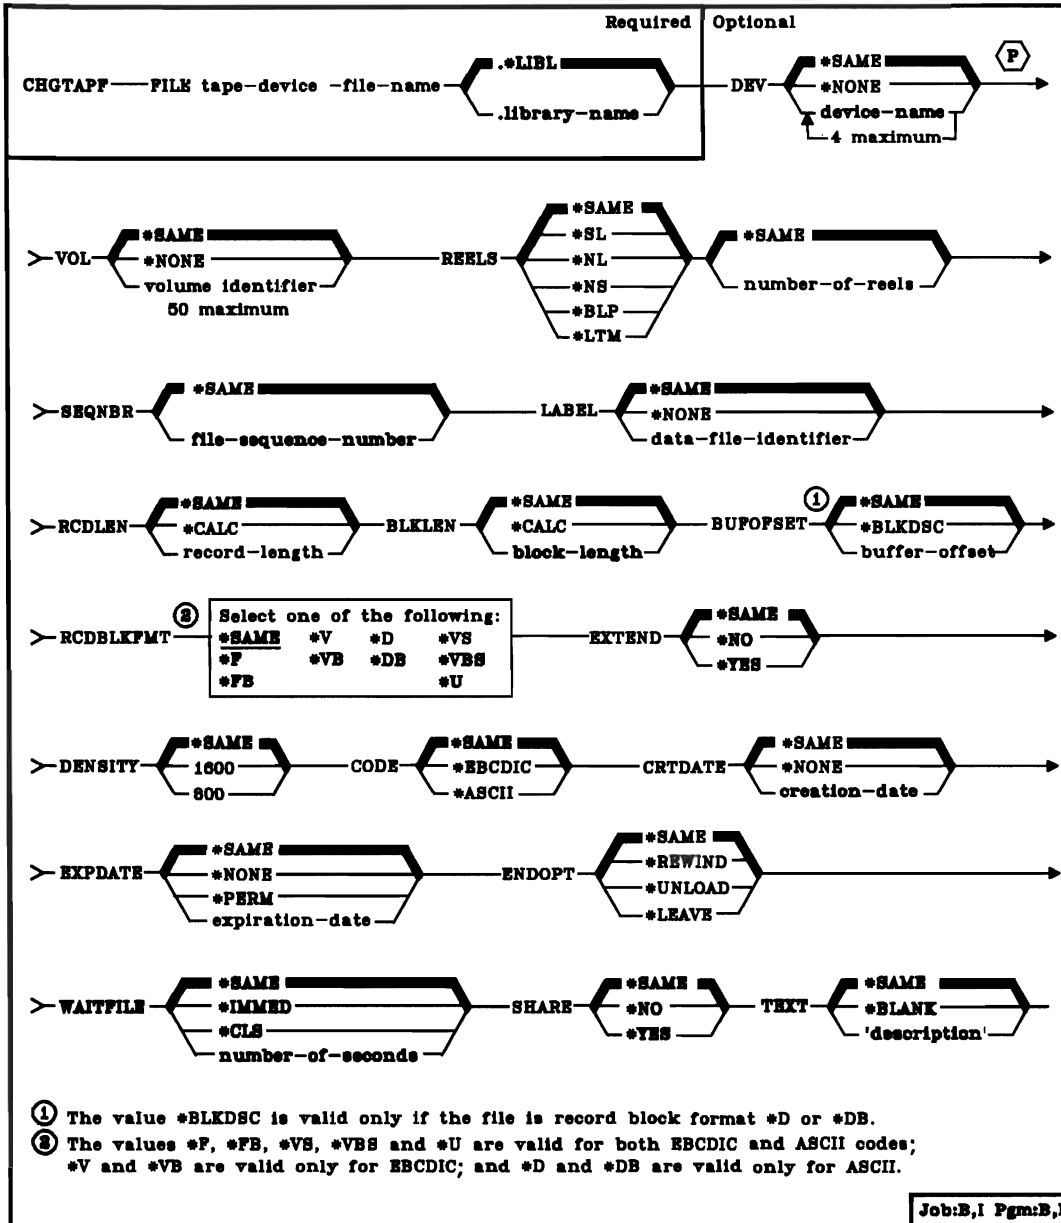 Required Optional
CHGTAPF FILE tape-device -file-name .*LIBL .library-name DEV *SAME *NONE device-name 4 maximum P
VOL *SAME *NONE volume identifier 50 maximum REELS *SAME *SL *NL *NS *BLP *LTM *SAME number-of-reels
SEQNBR *SAME file-sequence-number LABEL *SAME *NONE data-file-identifier
RCDLEN *SAME *CALC record-length BLKLEN *SAME *CALC block-length BUFOFSET 1 *SAME *BLKDSC buffer-offset
RCDBLKFMT 2 Select one of the following:
*SAME *V *D *VS
*F *VB *DB *VBS
*FB *U
EXTEND *SAME *NO *YES
DENSITY *SAME 1600 800 CODE *SAME *EBCDIC *ASCII CRTDATE *SAME *NONE creation-date
EXPDATE *SAME *NONE *PERM expiration-date ENDOPT *SAME *REWIND *UNLOAD *LEAVE
WAITFILE *SAME *IMMED *CLS number-of-seconds SHARE *SAME *NO *YES TEXT *SAME *BLANK 'description'
1 The value *BLKDSC is valid only if the file is record block format *D or *DB.
2 The values *F, *FB, *VS, *VBS and *U are valid for both EBCDIC and ASCII codes;
*V and *VB are valid only for EBCDIC; and *D and *DB are valid only for ASCII.
Job:B,I Pgm:B,